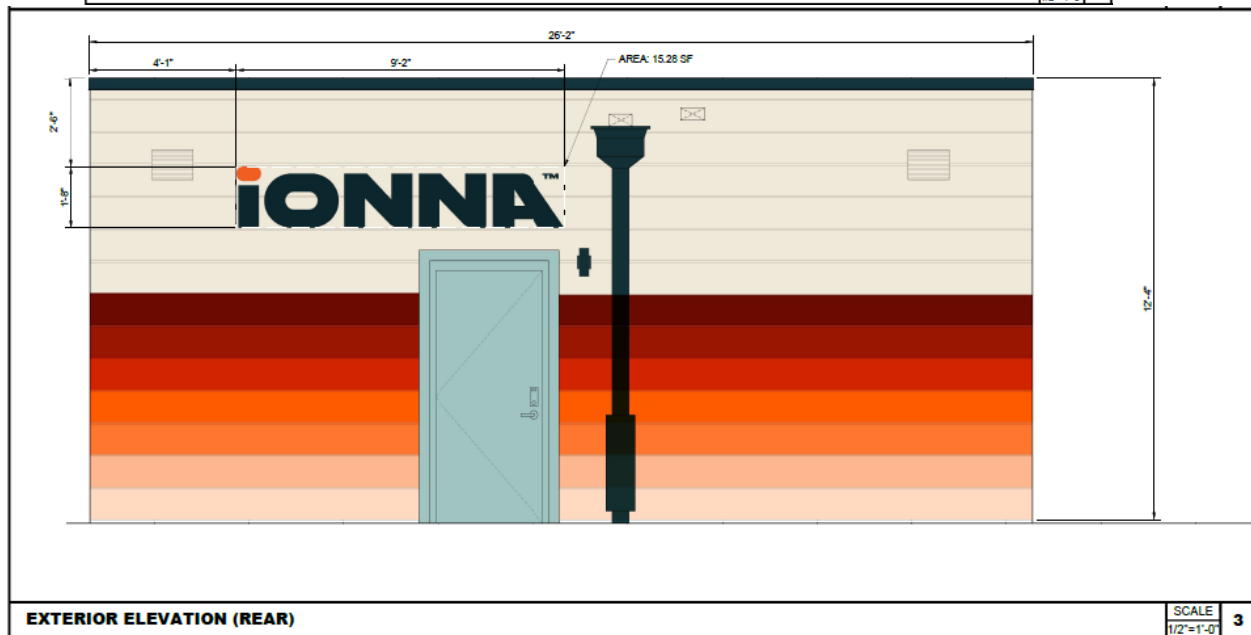 26'-2"
4'-1"
9'-2"
AREA: 15.28 SF
2'-6"
1'-8"
iONNA™
12'-4"
EXTERIOR ELEVATION (REAR)
SCALE
1/2"=1'-0"
3